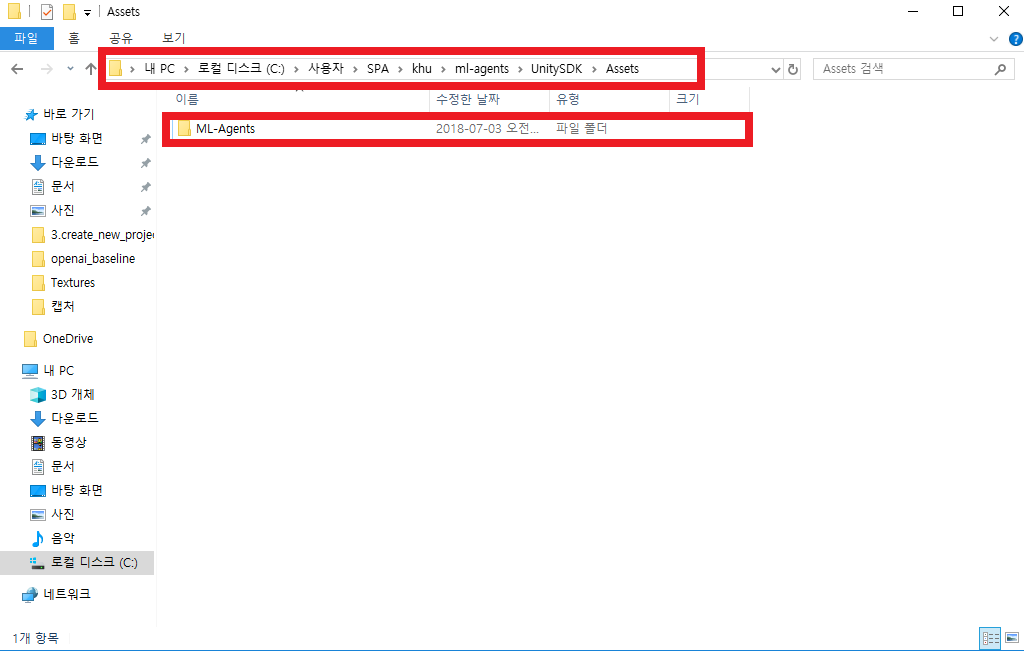 Assets
파일 홈 공유 보기
내 PC 로컬 디스크 (C:) 사용자 SPA khu ml-agents UnitySDK Assets
Assets 검색
이름 수정한 날짜 유형 크기
ML-Agents 2018-07-03 오전... 파일 폴더
바로 가기
바탕 화면
다운로드
문서
사진
3.create_new_proje
openai_baseline
Textures
캡처
OneDrive
내 PC
3D 개체
다운로드
동영상
문서
바탕 화면
사진
음악
로컬 디스크 (C:)
네트워크
1개 항목